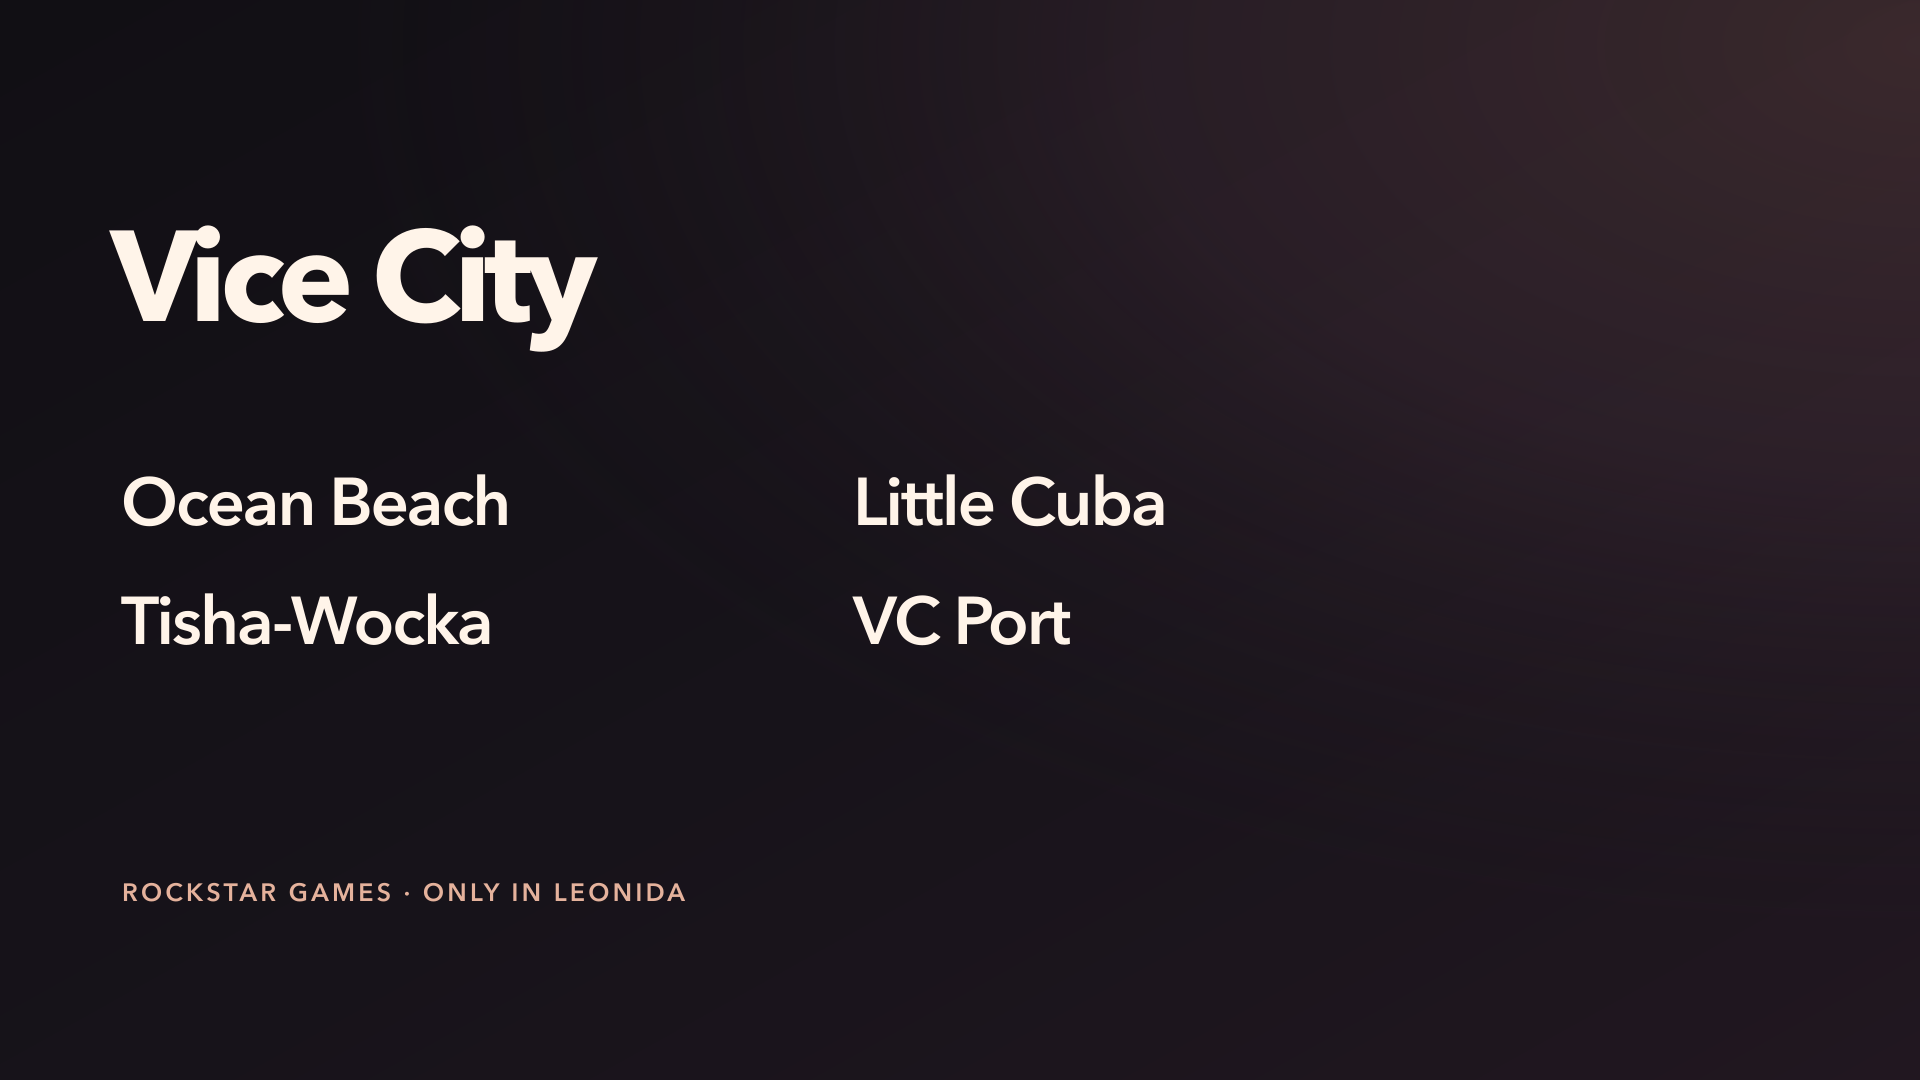 Vice City
Ocean Beach
Little Cuba
Tisha-Wocka
VC Port
ROCKSTAR GAMES · ONLY IN LEONIDA